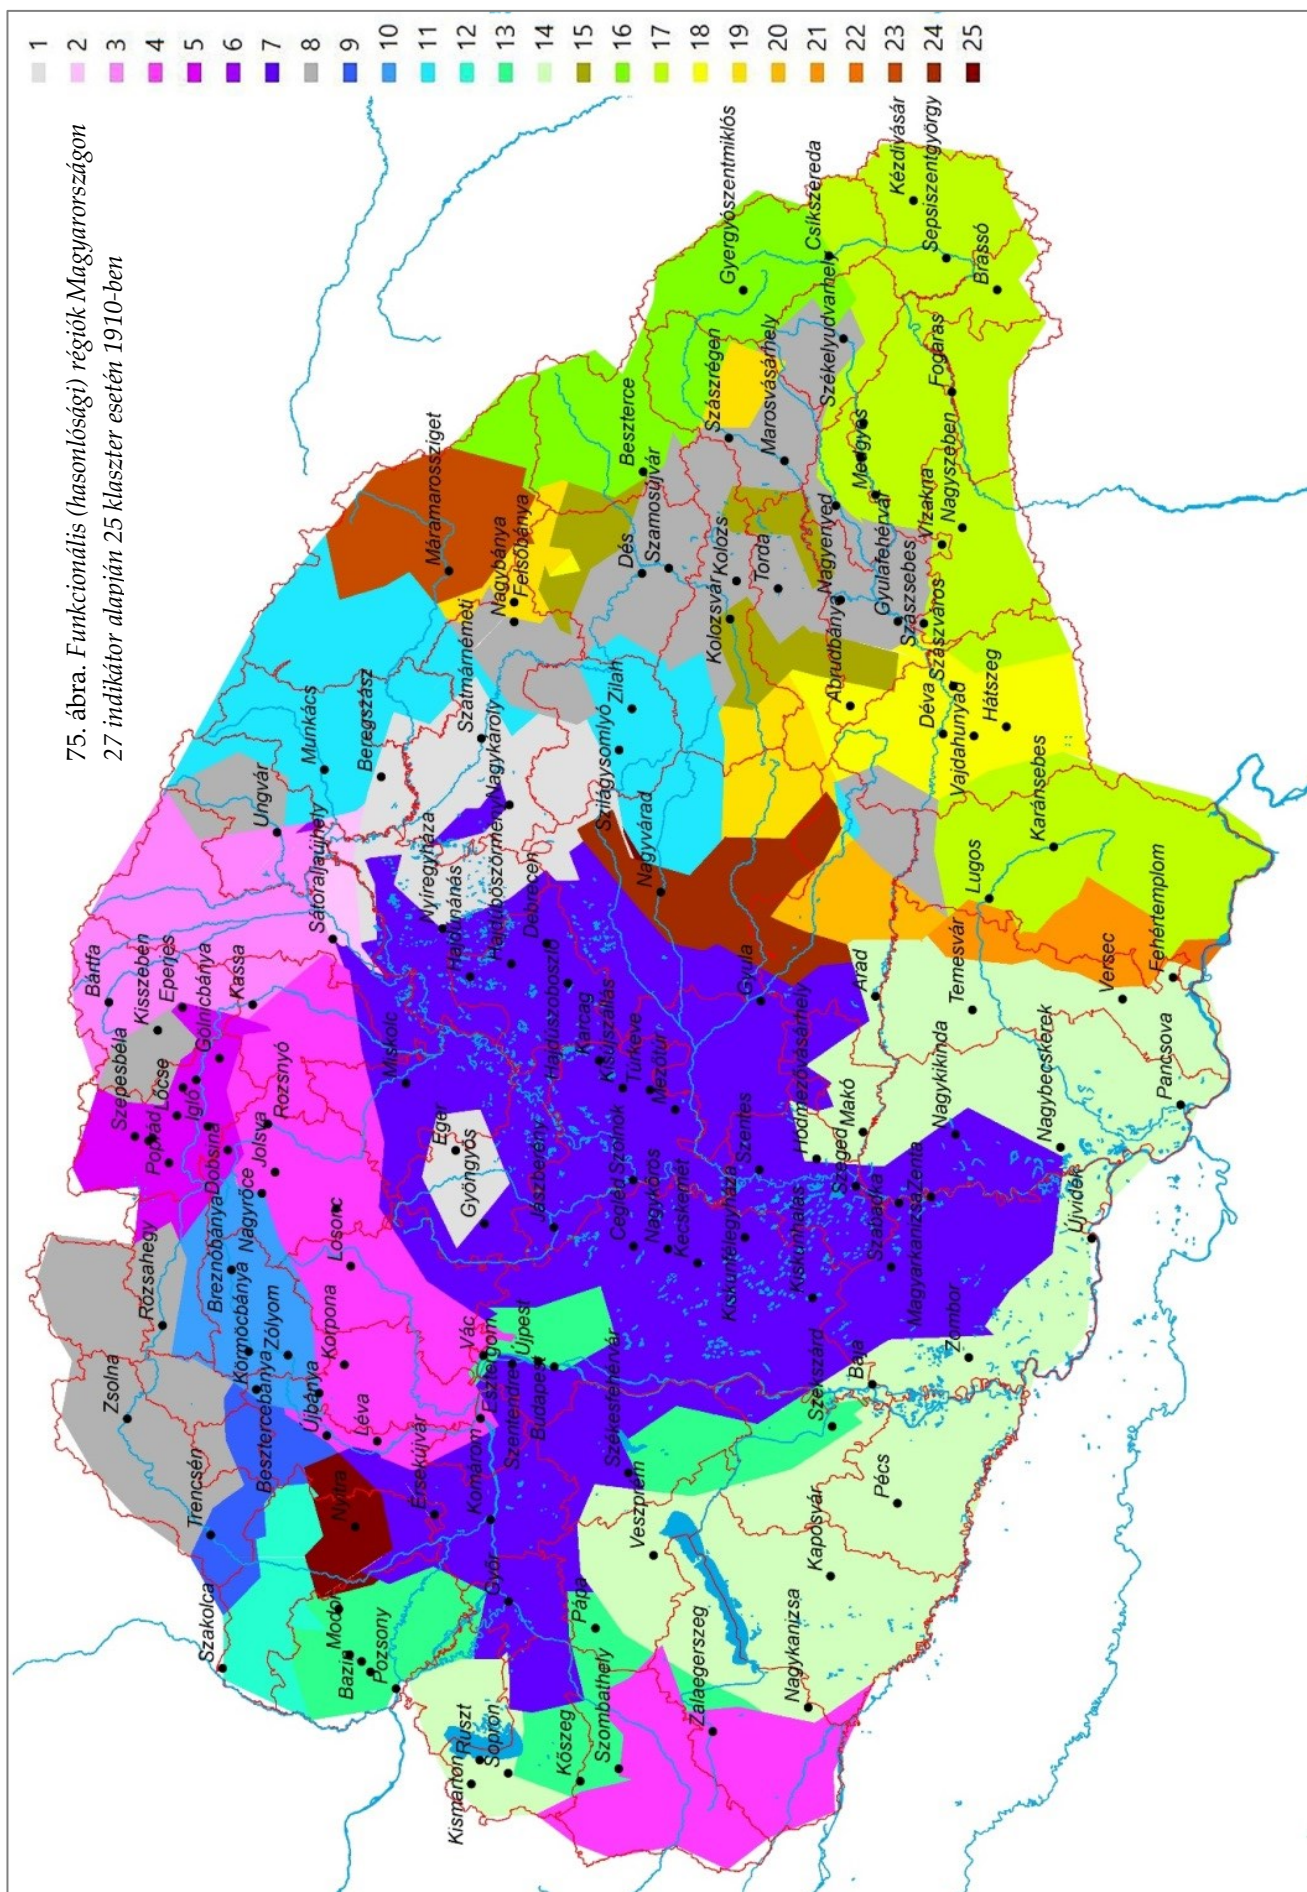 75. ábra. Funkcionális (hasonlósági) régiók Magyarországon
27 indikátor alapján 25 klaszter esetén 1910-ben
1
2
3
4
5
6
7
8
9
10
11
12
13
14
15
16
17
18
19
20
21
22
23
24
25
Bártfa
Szepesbéla
Kisszeben
Eperjes
Poprád
Lőcse
Igló
Gölnicbánya
Kassa
Zsolna
Rózsahegy
Dobsina
Jolsva
Rozsnyó
Trencsén
Breznóbánya
Nagyrőce
Körmöcbánya
Besztercebánya
Zólyom
Újbánya
Korpona
Losonc
Szakolca
Nyitra
Léva
Modor
Bazin
Pozsony
Érsekújvár
Komárom
Esztergom
Vác
Szentendre
Újpest
Budapest
Győr
Ruszt
Kismarton
Sopron
Kőszeg
Szombathely
Pápa
Veszprém
Székesfehérvár
Zalaegerszeg
Nagykanizsa
Kaposvár
Pécs
Szekszárd
Baja
Zombor
Sátoraljaújhely
Ungvár
Munkács
Beregszász
Máramarossziget
Miskolc
Eger
Gyöngyös
Jászberény
Nyíregyháza
Hajdúnánás
Hajdúböszörmény
Debrecen
Hajdúszoboszló
Nagykároly
Szatmárnémeti
Nagybánya
Felsőbánya
Karcag
Kisújszállás
Túrkeve
Mezőtúr
Cegléd
Szolnok
Nagykőrös
Kecskemét
Kiskunfélegyháza
Szentes
Kiskunhalas
Hódmezővásárhely
Szeged
Makó
Szabadka
Magyarkanizsa
Zenta
Nagykikinda
Nagybecskerek
Újvidék
Pancsova
Gyula
Arad
Temesvár
Versec
Fehértemplom
Lugos
Karánsebes
Nagyvárad
Szilágysomlyó
Zilah
Dés
Szamosújvár
Beszterce
Kolozsvár
Kolozs
Torda
Szászrégen
Marosvásárhely
Gyergyószentmiklós
Csíkszereda
Székelyudvarhely
Abrudbánya
Nagyenyed
Medgyes
Gyulafehérvár
Szászsebes
Szászváros
Vízakna
Nagyszeben
Fogaras
Déva
Vajdahunyad
Hátszeg
Kézdivásár
Sepsiszentgyörgy
Brassó